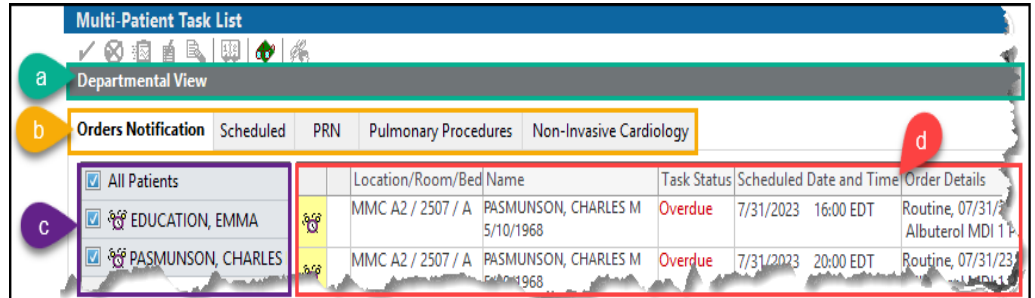 Multi-Patient Task List
a
Departmental View
b
Orders Notification Scheduled PRN Pulmonary Procedures Non-Invasive Cardiology
d
All Patients
Location/Room/Bed Name Task Status Scheduled Date and Time Order Details
c
EDUCATION, EMMA
MMC A2 / 2507 / A PASMUNSON, CHARLES M Overdue 7/31/2023 16:00 EDT Routine, 07/31/
5/10/1968 Albuterol MDI 1 P
PASMUNSON, CHARLES
MMC A2 / 2507 / A PASMUNSON, CHARLES M Overdue 7/31/2023 20:00 EDT Routine, 07/31/23
1968